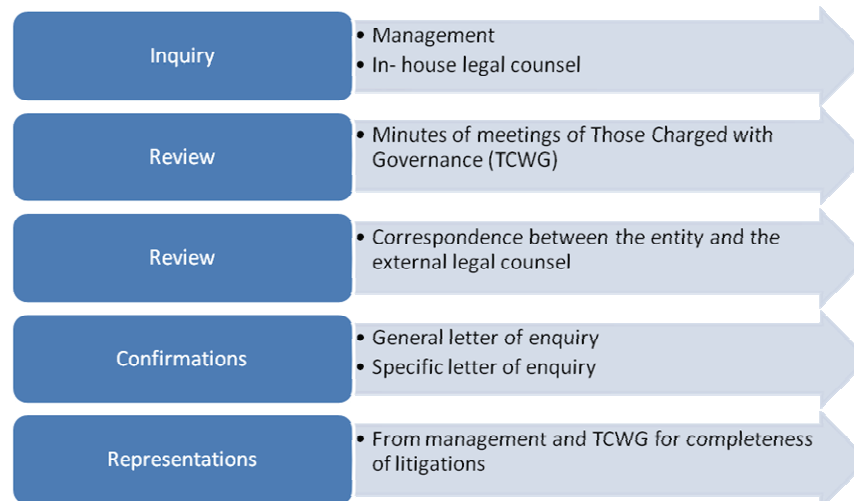 Inquiry
• Management
• In- house legal counsel
Review
• Minutes of meetings of Those Charged with
Governance (TCWG)
Review
• Correspondence between the entity and the
external legal counsel
Confirmations
• General letter of enquiry
• Specific letter of enquiry
Representations
• From management and TCWG for completeness
of litigations